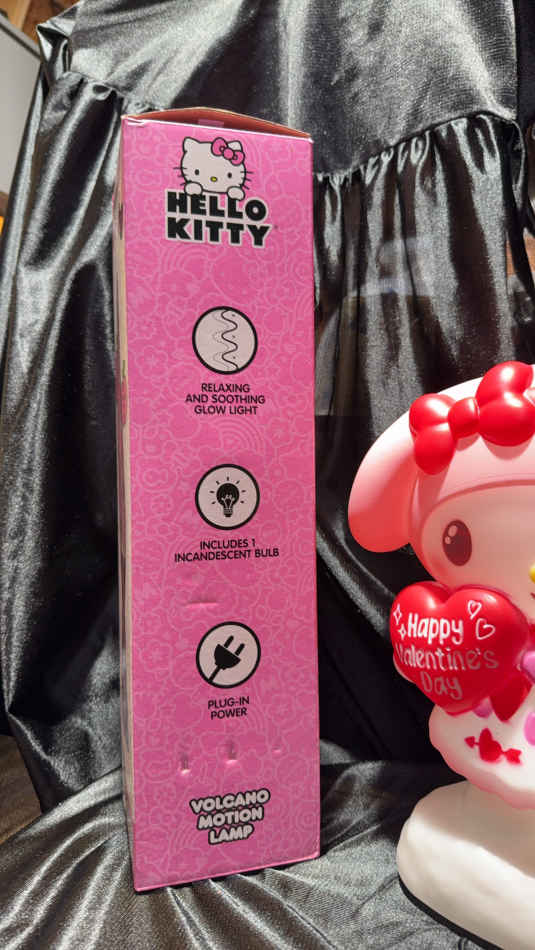 HELLO
KITTY
RELAXING
AND SOOTHING
GLOW LIGHT
INCLUDES 1
INCANDESCENT BULB
PLUG-IN
POWER
VOLCANO
MOTION
LAMP
Happy
Valentine's
Day